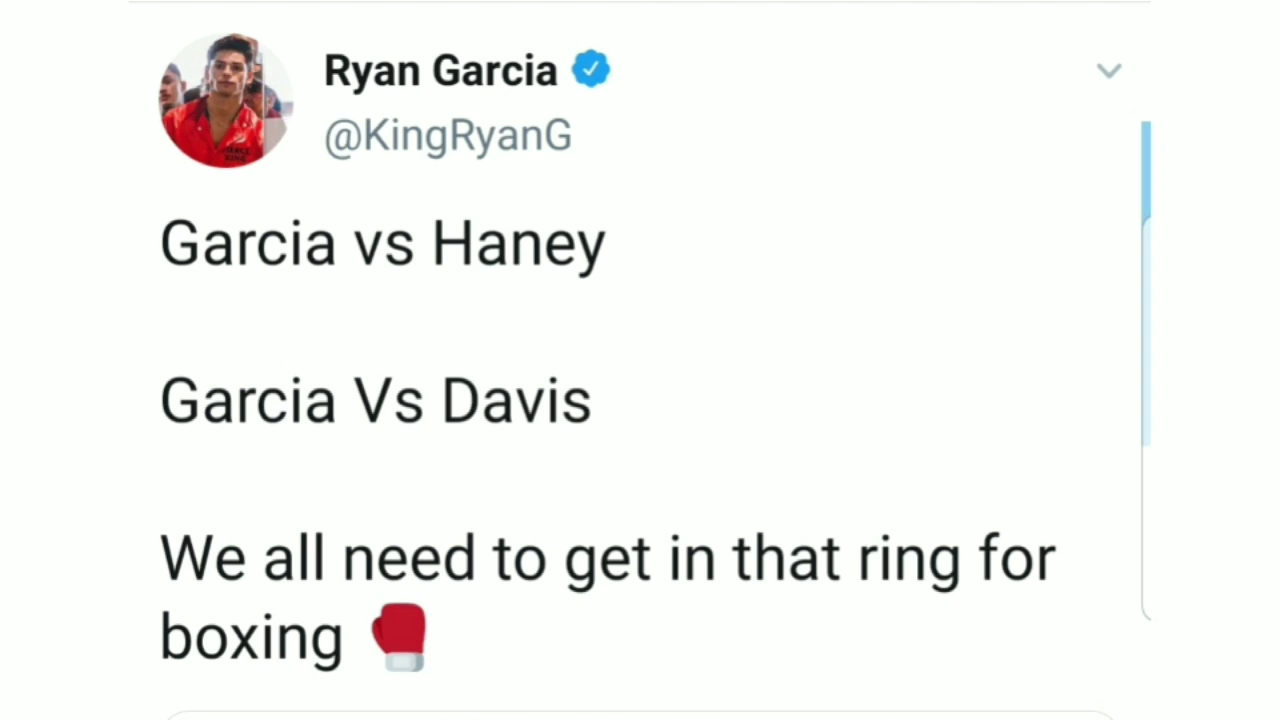 Ryan Garcia
@KingRyanG
Garcia vs Haney
Garcia Vs Davis
We all need to get in that ring for
boxing 🥊